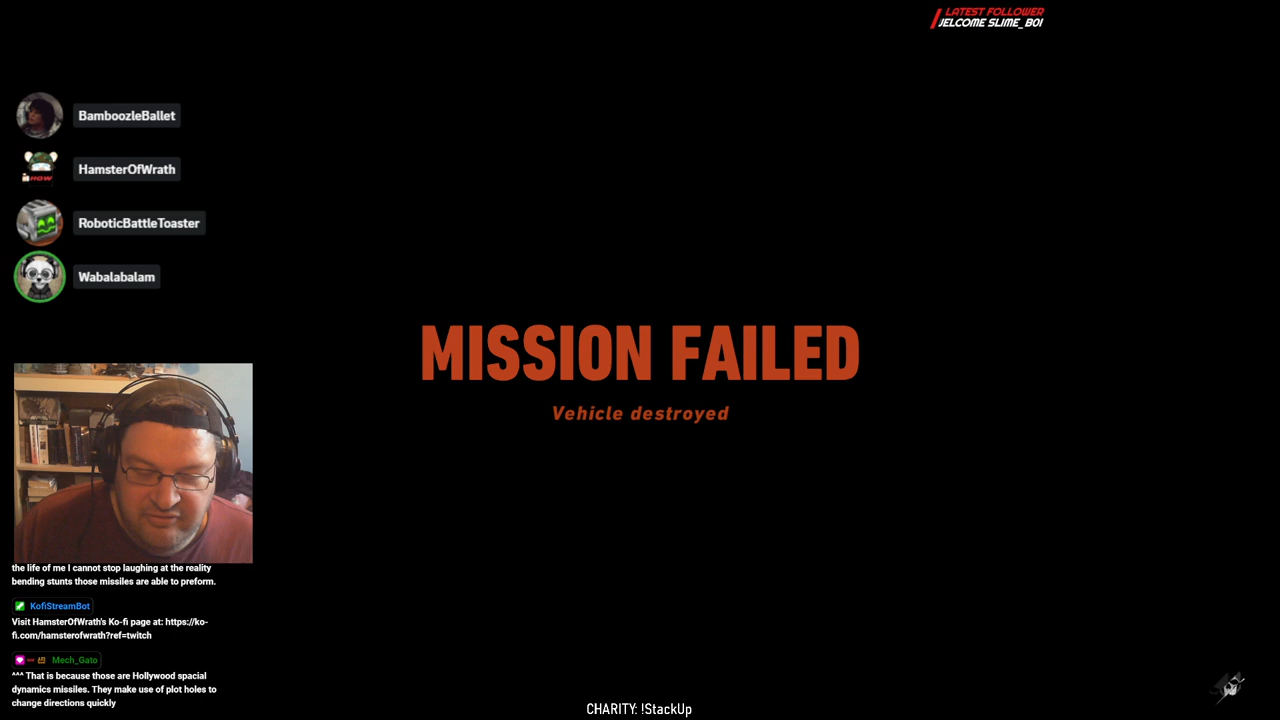 LATEST FOLLOWER
JELCOME SLIME_BOI
BamboozleBallet
HamsterOfWrath
RoboticBattleToaster
Wabalabalam
MISSION FAILED
Vehicle destroyed
the life of me I cannot stop laughing at the reality
bending stunts those missiles are able to preform.
KofiStreamBot
Visit HamsterOfWrath's Ko-fi page at: https://ko-
fi.com/hamsterofwrath?ref=twitch
Mech_Gato
^^^ That is because those are Hollywood spacial
dynamics missiles. They make use of plot holes to
change directions quickly
CHARITY: !StackUp